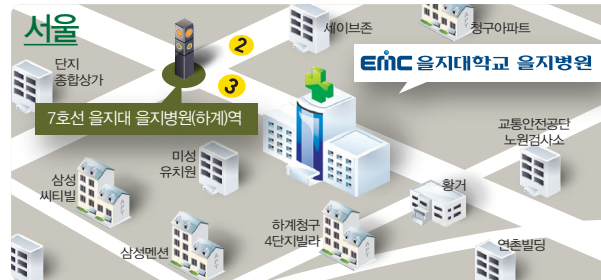 서울
2
세이브존
청구아파트
단지
종합상가
3
EMC 을지대학교 을지병원
7호선 을지대 을지병원(하계)역
교통안전공단
노원검사소
미성
유치원
삼성
씨티빌
황거
하계청구
4단지빌라
삼성멘션
연촌빌딩